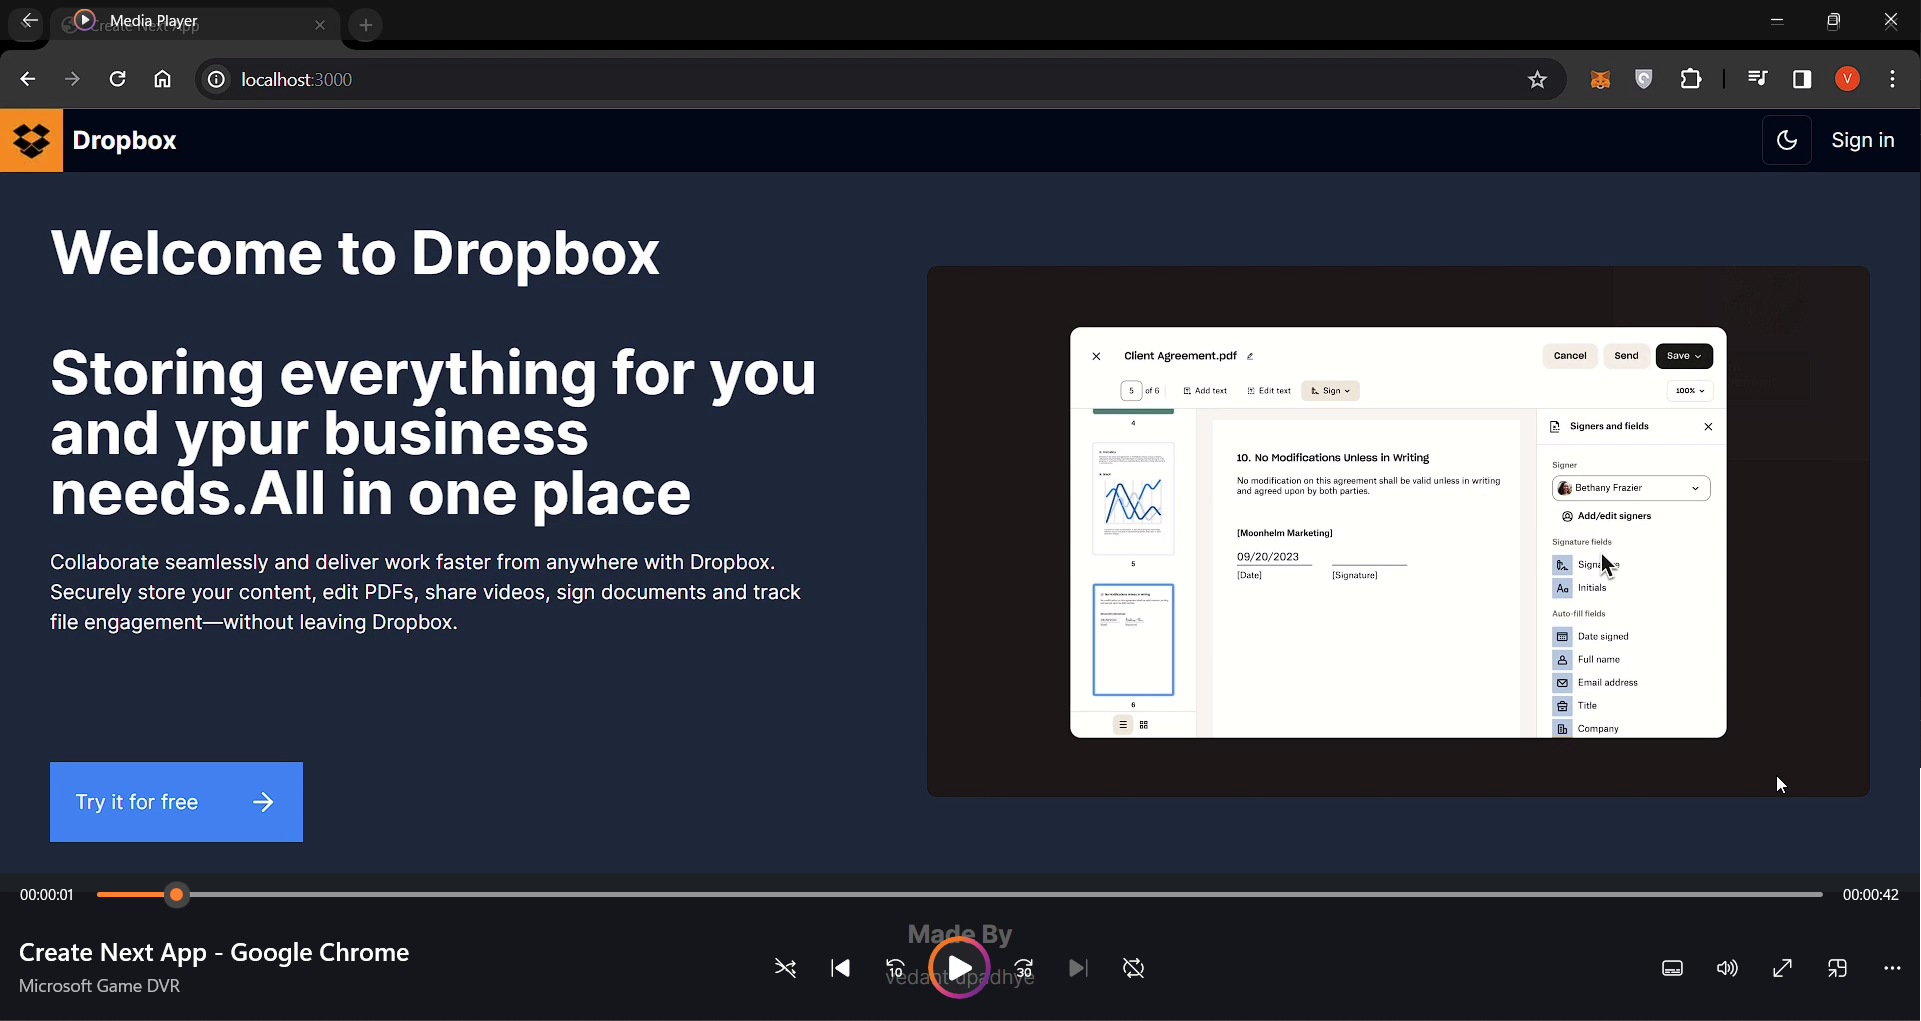 Media Player
Create Next App
localhost:3000
V
Dropbox
Sign in
Welcome to Dropbox
Storing everything for you
and ypur business
needs.All in one place
Collaborate seamlessly and deliver work faster from anywhere with Dropbox.
Securely store your content, edit PDFs, share videos, sign documents and track
file engagement—without leaving Dropbox.
Try it for free
Client Agreement.pdf
Cancel
Send
Save
5 of 6
Add text
Edit text
Sign
100%
4
5
6
10. No Modifications Unless in Writing
No modification on this agreement shall be valid unless in writing
and agreed upon by both parties.
[Moonhelm Marketing]
09/20/2023
[Date]
[Signature]
Signers and fields
Signer
Bethany Frazier
Add/edit signers
Signature fields
Signature
Aa Initials
Auto-fill fields
Date signed
Full name
Email address
Title
Company
00:00:01
00:00:42
Made By
vedant upadhye
Create Next App - Google Chrome
Microsoft Game DVR
10
30